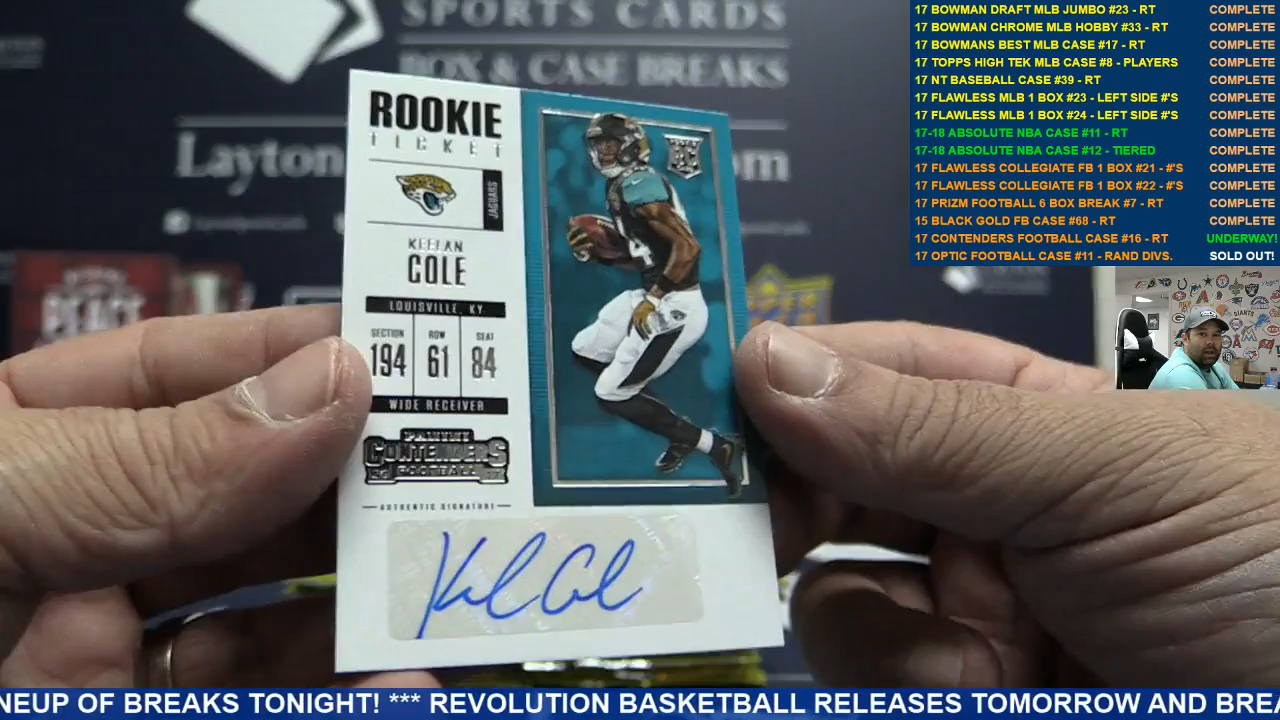 SPORTS CARDS
BOX & CASE BREAKS
Layton
om
ROOKIE
TICKET
JAGUARS
KEELAN
COLE
LOUISVILLE, KY
SECTION ROW SEAT
194 61 84
WIDE RECEIVER
PANINI
CONTENDERS
FOOTBALL
AUTHENTIC SIGNATURE
RC
4
17 BOWMAN DRAFT MLB JUMBO #23 - RT COMPLETE
17 BOWMAN CHROME MLB HOBBY #33 - RT COMPLETE
17 BOWMANS BEST MLB CASE #17 - RT COMPLETE
17 TOPPS HIGH TEK MLB CASE #8 - PLAYERS COMPLETE
17 NT BASEBALL CASE #39 - RT COMPLETE
17 FLAWLESS MLB 1 BOX #23 - LEFT SIDE #'S COMPLETE
17 FLAWLESS MLB 1 BOX #24 - LEFT SIDE #'S COMPLETE
17-18 ABSOLUTE NBA CASE #11 - RT COMPLETE
17-18 ABSOLUTE NBA CASE #12 - TIERED COMPLETE
17 FLAWLESS COLLEGIATE FB 1 BOX #21 - #'S COMPLETE
17 FLAWLESS COLLEGIATE FB 1 BOX #22 - #'S COMPLETE
17 PRIZM FOOTBALL 6 BOX BREAK #7 - RT COMPLETE
15 BLACK GOLD FB CASE #68 - RT COMPLETE
17 CONTENDERS FOOTBALL CASE #16 - RT UNDERWAY!
17 OPTIC FOOTBALL CASE #11 - RAND DIVS. SOLD OUT!
NEUP OF BREAKS TONIGHT! *** REVOLUTION BASKETBALL RELEASES TOMORROW AND BREA